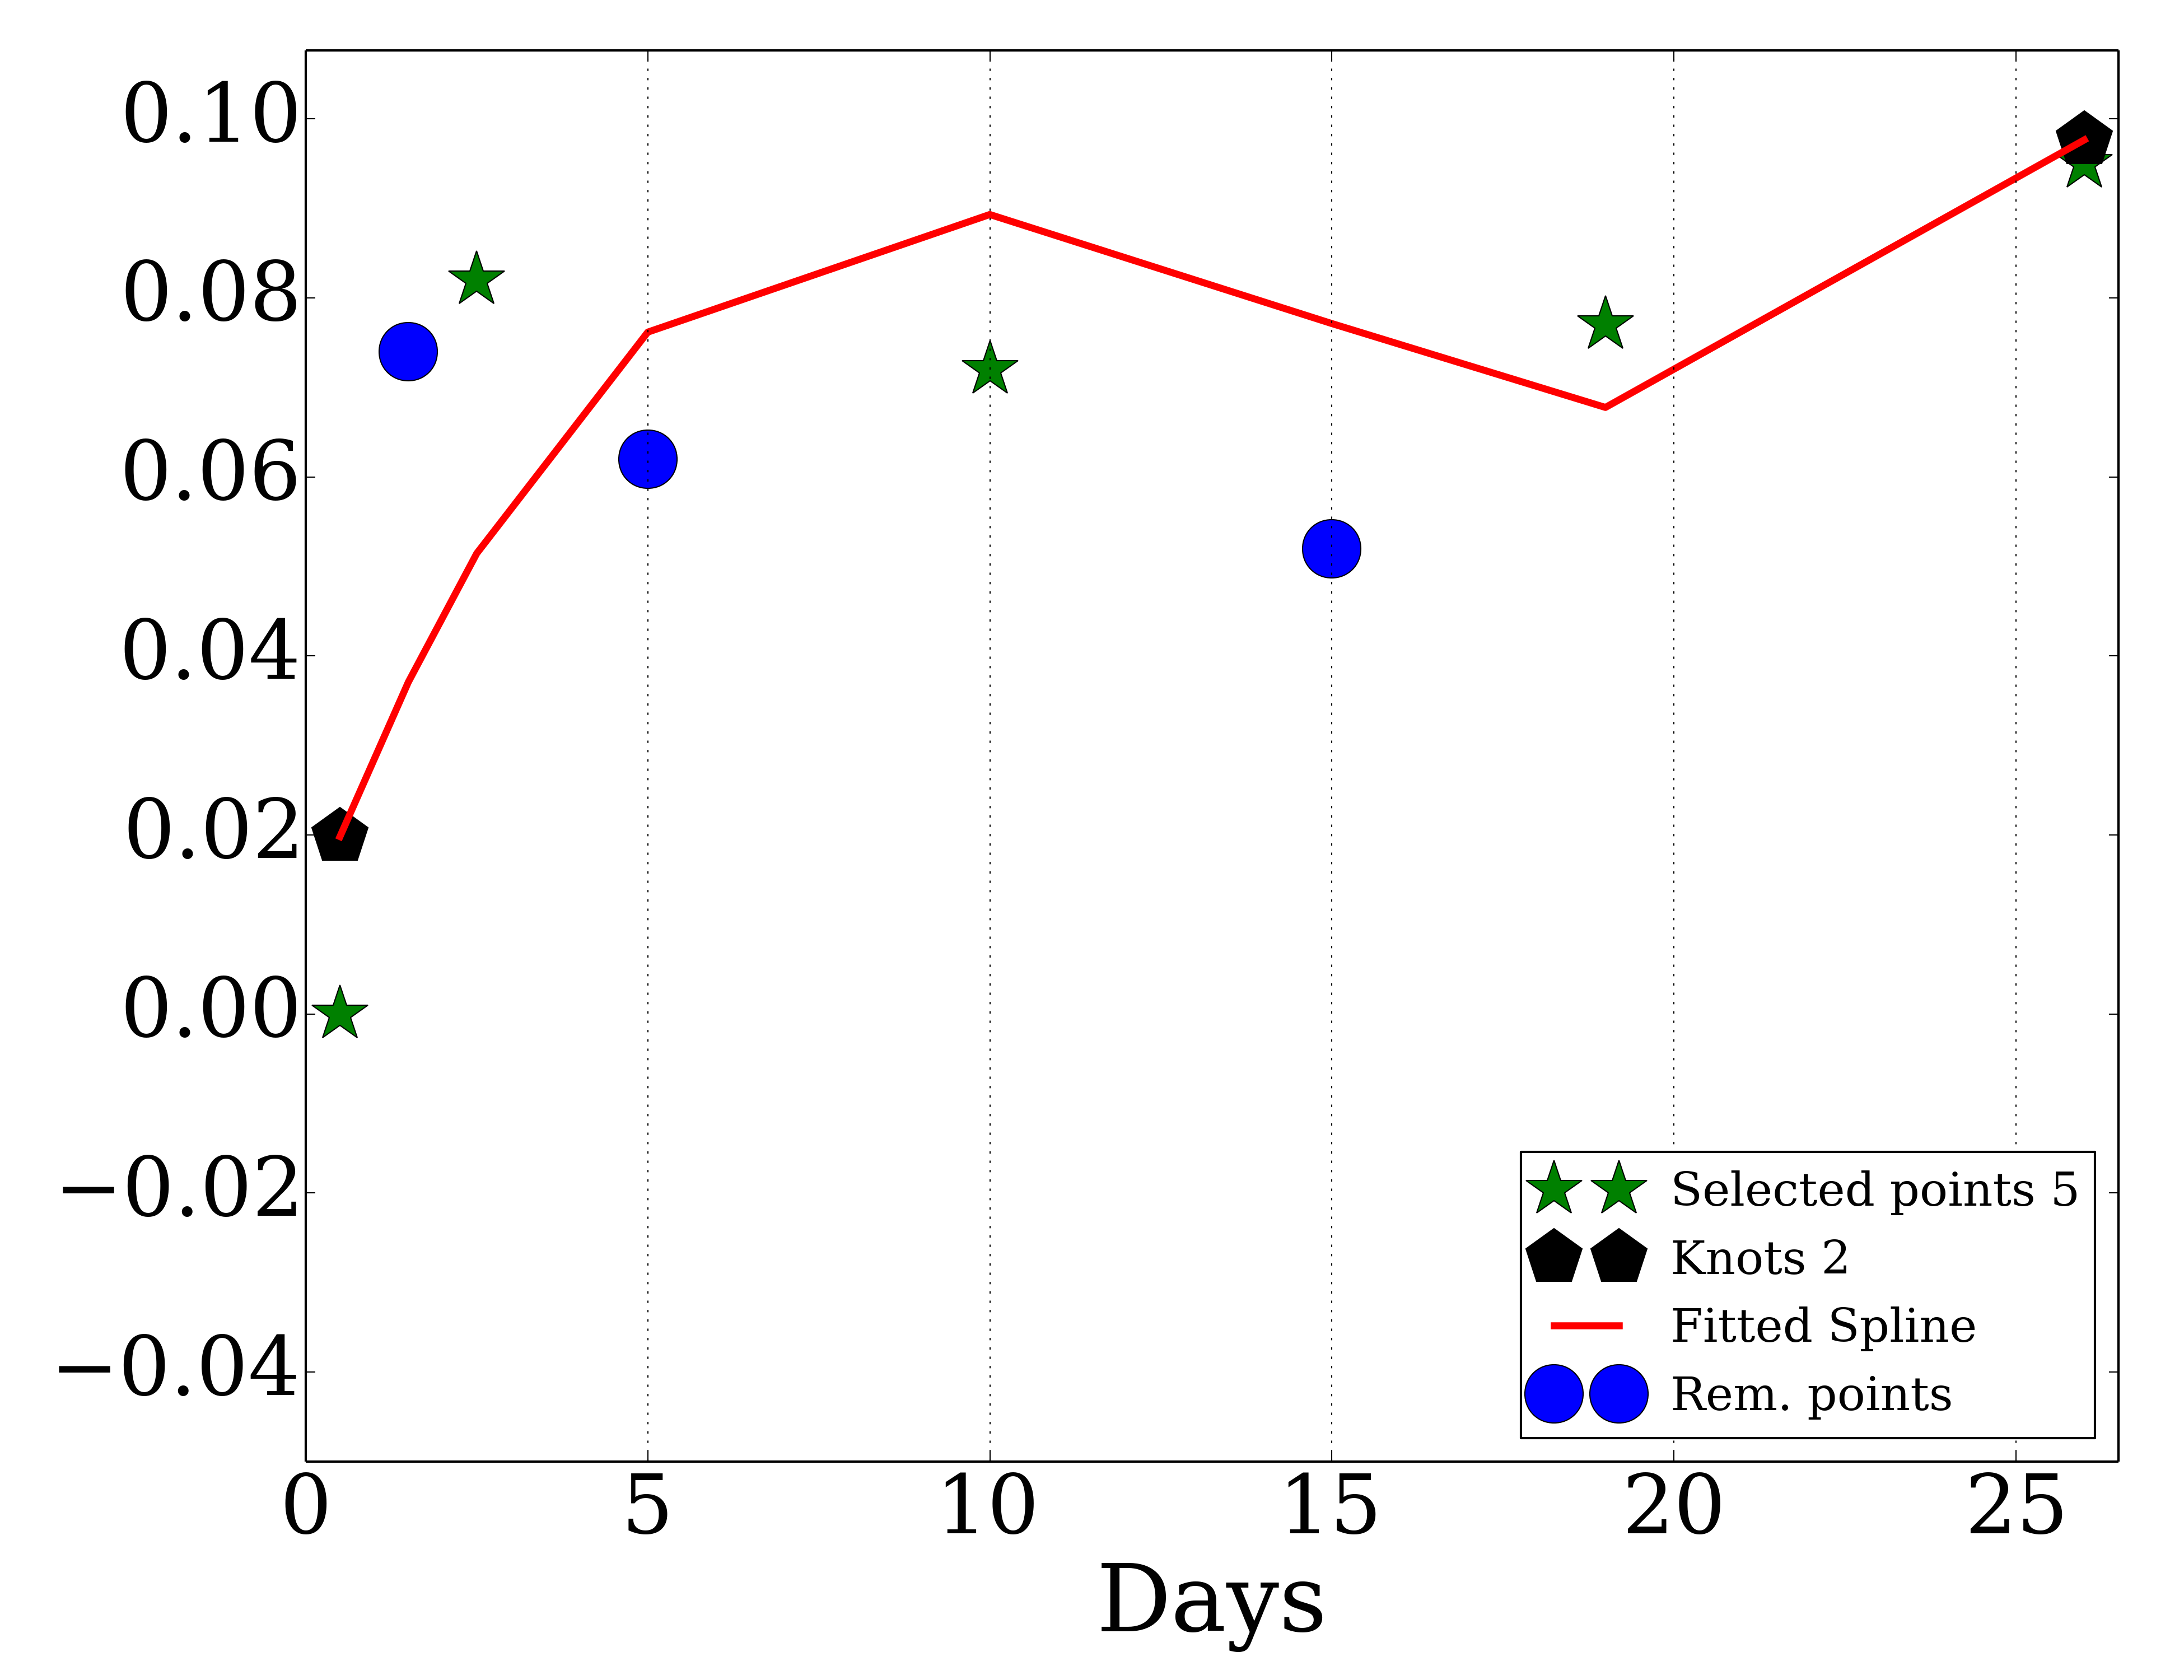 0.10
0.08
0.06
0.04
0.02
0.00
−0.02
−0.04
Selected points 5
Knots 2
Fitted Spline
Rem. points
0 5 10 15 20 25
Days